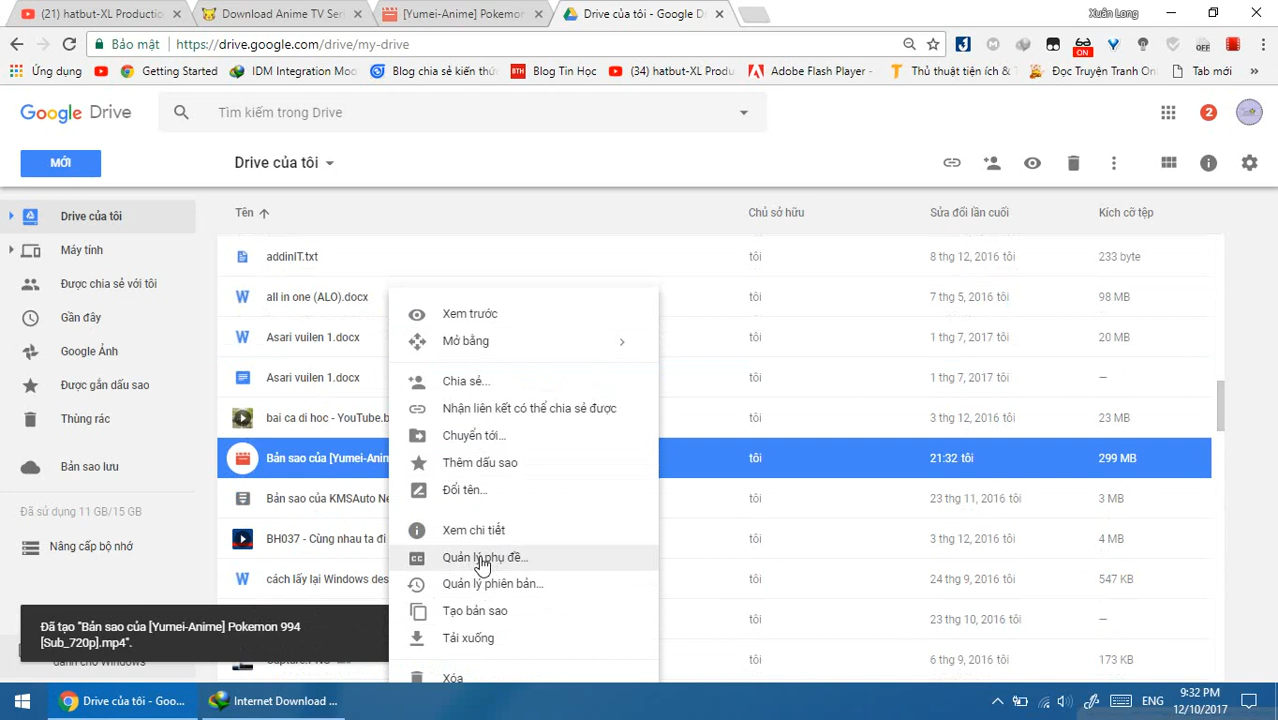 (21) hatbut-XL Productio
Download Anime TV Ser
[Yumei-Anime] Pokemon
Drive của tôi - Google D
Xuân Long
Bảo mật
https://drive.google.com/drive/my-drive
ON
OFF
Ứng dụng
Getting Started
IDM Integration Mod
Blog chia sẻ kiến thức
BTH
Blog Tin Học
(34) hatbut-XL Produ
Adobe Flash Player -
Thủ thuật tiện ích &
Đọc Truyện Tranh On
Tab mới
»
Google Drive
Tìm kiếm trong Drive
2
MỚI
Drive của tôi
Drive của tôi
Máy tính
Được chia sẻ với tôi
Gần đây
Google Ảnh
Được gắn dấu sao
Thùng rác
Bản sao lưu
Đã sử dụng 11 GB/15 GB
Nâng cấp bộ nhớ
dành cho Windows
Tên
Chủ sở hữu
Sửa đổi lần cuối
Kích cỡ tệp
addinIT.txt
tôi
8 thg 12, 2016 tôi
233 byte
all in one (ALO).docx
tôi
7 thg 5, 2016 tôi
98 MB
Asari vuilen 1.docx
tôi
1 thg 7, 2017 tôi
6 MB
Asari vuilen 1.docx
tôi
1 thg 7, 2017 tôi
—
bai ca di hoc - YouTube.b
tôi
3 thg 12, 2016 tôi
23 MB
Bản sao của [Yumei-Anim
tôi
21:32 tôi
299 MB
Bản sao của KMSAuto Ne
tôi
23 thg 11, 2016 tôi
3 MB
BH037 - Cùng nhau ta đi
tôi
3 thg 12, 2016 tôi
4 MB
cách lấy lại Windows des
tôi
24 thg 9, 2016 tôi
547 KB
tôi
6 thg 12, 2016 tôi
—
Capture.PNG
tôi
6 thg 9, 2016 tôi
173 KB
Xem trước
Mở bằng
Chia sẻ...
Nhận liên kết có thể chia sẻ được
Chuyển tới...
Thêm dấu sao
Đổi tên...
Xem chi tiết
Quản lý phụ đề...
Quản lý phiên bản...
Tạo bản sao
Tải xuống
Xóa
Đã tạo "Bản sao của [Yumei-Anime] Pokemon 994
[Sub_720p].mp4".
Drive của tôi - Goo...
Internet Download ...
ENG
9:32 PM
12/10/2017